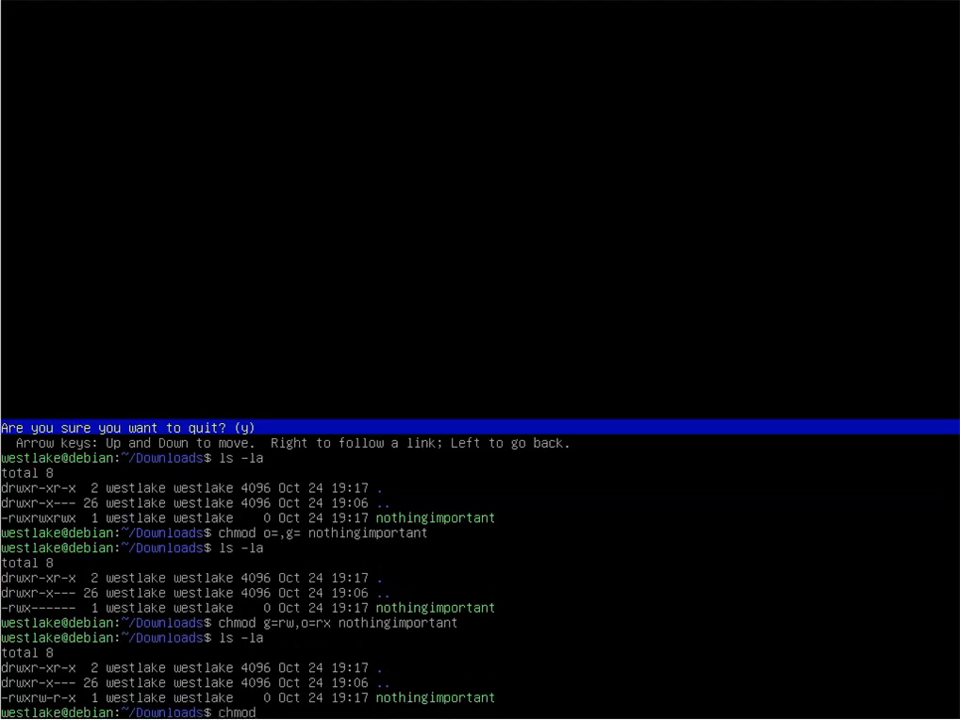 Are you sure you want to quit? (y)
Arrow keys: Up and Down to move.  Right to follow a link; Left to go back.
westlake@debian:~/Downloads$ ls -la
total 8
drwxr-xr-x  2 westlake westlake 4096 Oct 24 19:17 .
drwxr-x--- 26 westlake westlake 4096 Oct 24 19:06 ..
-rwxrwxrwx  1 westlake westlake    0 Oct 24 19:17 nothingimportant
westlake@debian:~/Downloads$ chmod o=,g= nothingimportant
westlake@debian:~/Downloads$ ls -la
total 8
drwxr-xr-x  2 westlake westlake 4096 Oct 24 19:17 .
drwxr-x--- 26 westlake westlake 4096 Oct 24 19:06 ..
-rwx------  1 westlake westlake    0 Oct 24 19:17 nothingimportant
westlake@debian:~/Downloads$ chmod g=rw,o=rx nothingimportant
westlake@debian:~/Downloads$ ls -la
total 8
drwxr-xr-x  2 westlake westlake 4096 Oct 24 19:17 .
drwxr-x--- 26 westlake westlake 4096 Oct 24 19:06 ..
-rwxrw-r-x  1 westlake westlake    0 Oct 24 19:17 nothingimportant
westlake@debian:~/Downloads$ chmod